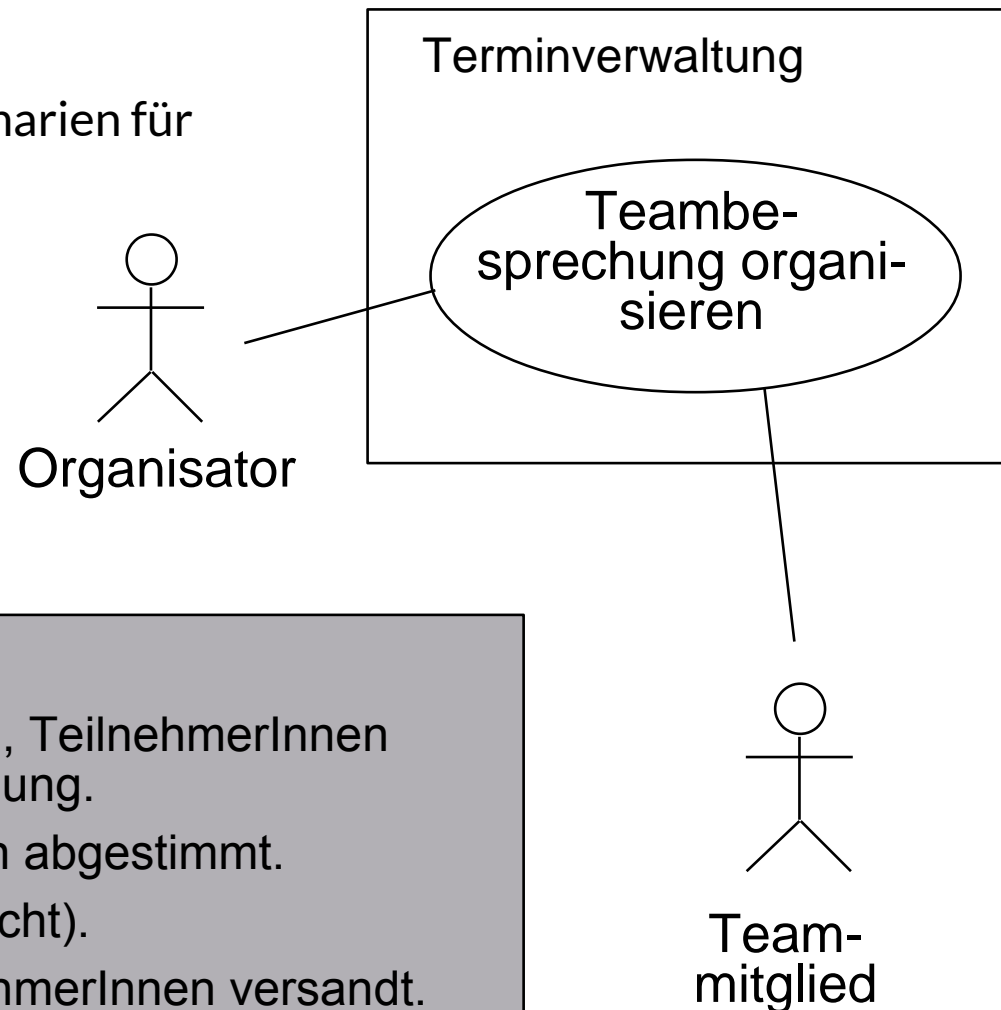 Terminverwaltung
narien für
Teambe-
sprechung organi-
sieren
Organisator
, TeilnehmerInnen
ung.
n abgestimmt.
cht).
hmerInnen versandt.
Team-
mitglied